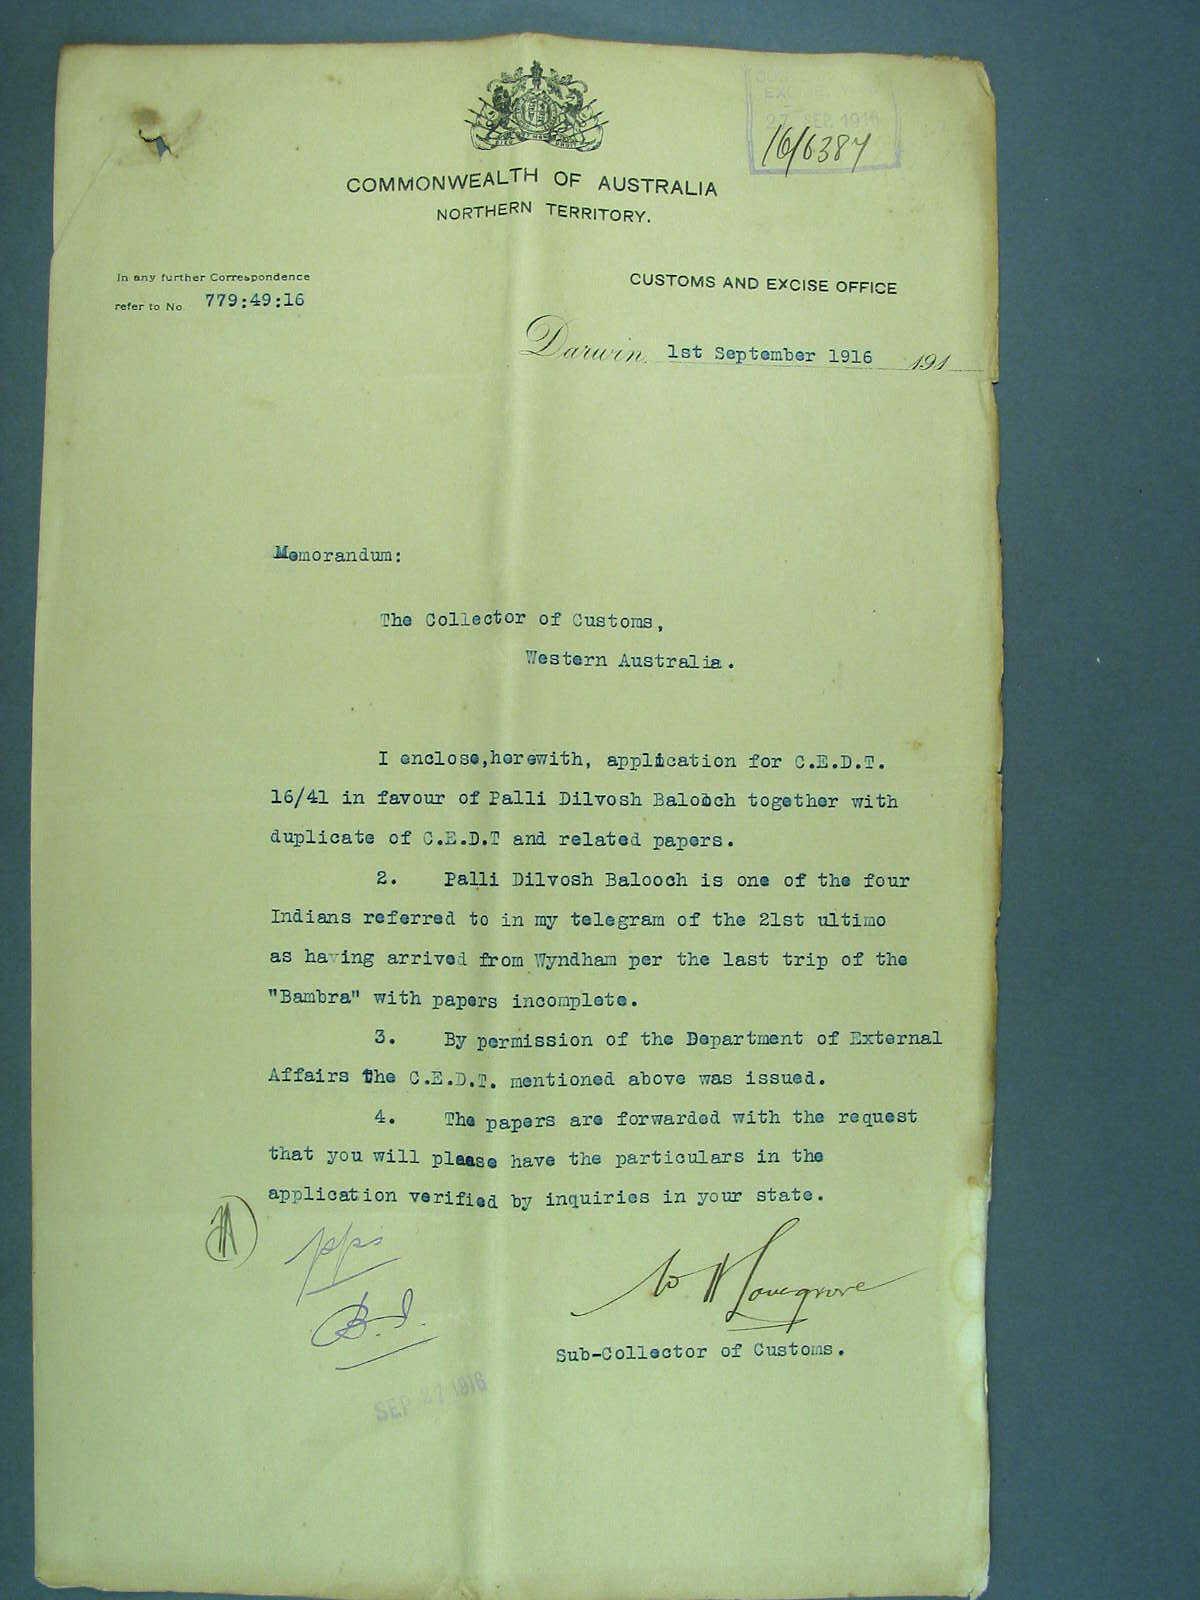 27 SEP 1916
16/6387
COMMONWEALTH OF AUSTRALIA
NORTHERN TERRITORY.
In any further Correspondence
refer to No 779:49:16
CUSTOMS AND EXCISE OFFICE
Darwin, 1st September 1916 191
Memorandum:
The Collector of Customs,
Western Australia.
I enclose,herewith, application for C.E.D.T.
16/41 in favour of Palli Dilvosh Balooch together with
duplicate of C.E.D.T and related papers.
2. Palli Dilvosh Balooch is one of the four
Indians referred to in my telegram of the 21st ultimo
as having arrived from Wyndham per the last trip of the
"Bambra" with papers incomplete.
3. By permission of the Department of External
Affairs the C.E.D.T. mentioned above was issued.
4. The papers are forwarded with the request
that you will please have the particulars in the
application verified by inquiries in your state.
pps
B.I.
W H Lovegrove
Sub-Collector of Customs.
SEP 27 1916